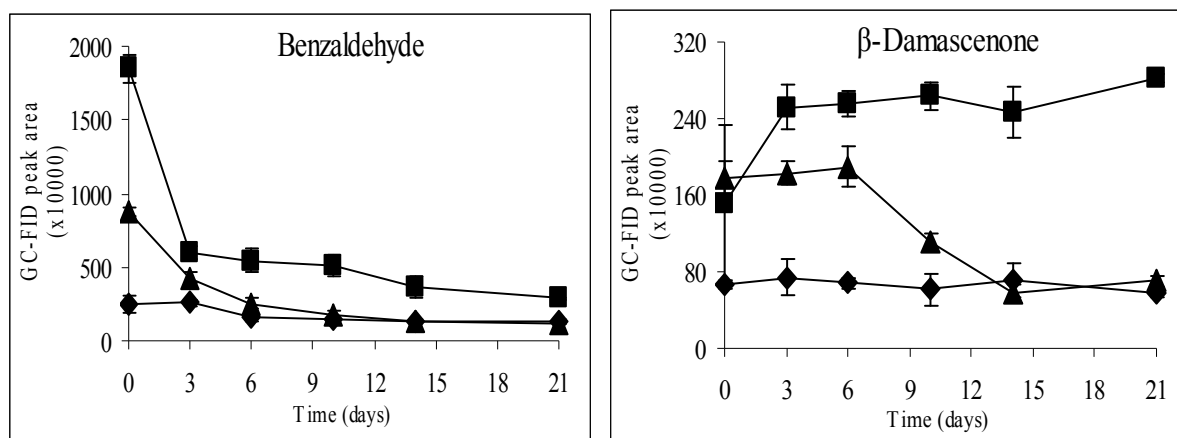 Benzaldehyde
GC-FID peak area
(x10000)
2000
1500
1000
500
0
0 3 6 9 12 15 18 21
Time (days)
β-Damascenone
GC-FID peak area
(x10000)
320
240
160
80
0
0 3 6 9 12 15 18 21
Time (days)